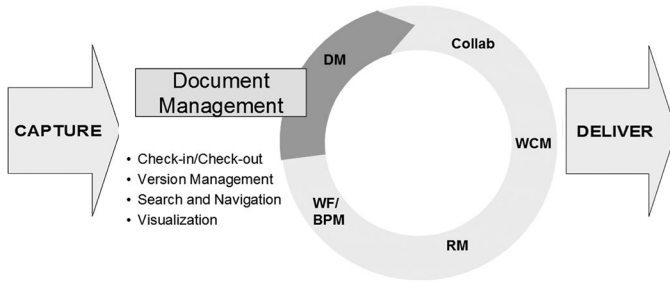 CAPTURE
Document
Management
• Check-in/Check-out
• Version Management
• Search and Navigation
• Visualization
DM
Collab
WCM
RM
WF/
BPM
DELIVER